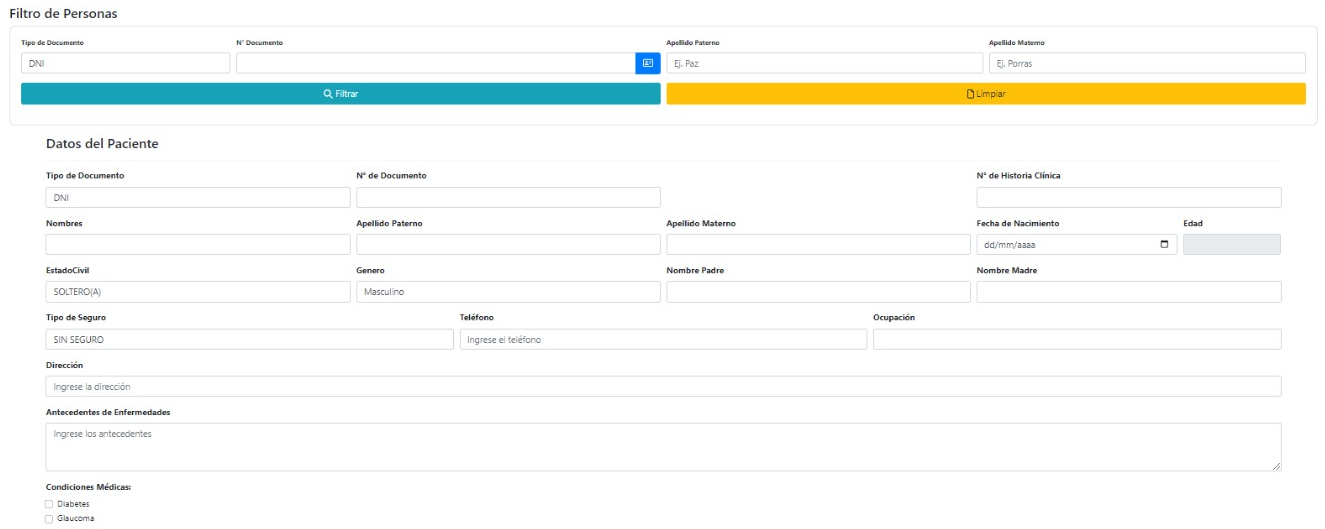 Filtro de Personas
Tipo de Documento N° Documento Apellido Paterno Apellido Materno
DNI Ej. Paz Ej. Porras
Filtrar Limpiar
Datos del Paciente
Tipo de Documento N° de Documento N° de Historia Clínica
DNI
Nombres Apellido Paterno Apellido Materno Fecha de Nacimiento Edad
dd/mm/aaaa
EstadoCivil Genero Nombre Padre Nombre Madre
SOLTERO(A) Masculino
Tipo de Seguro Teléfono Ocupación
SIN SEGURO Ingrese el teléfono
Dirección
Ingrese la dirección
Antecedentes de Enfermedades
Ingrese los antecedentes
Condiciones Médicas:
Diabetes
Glaucoma